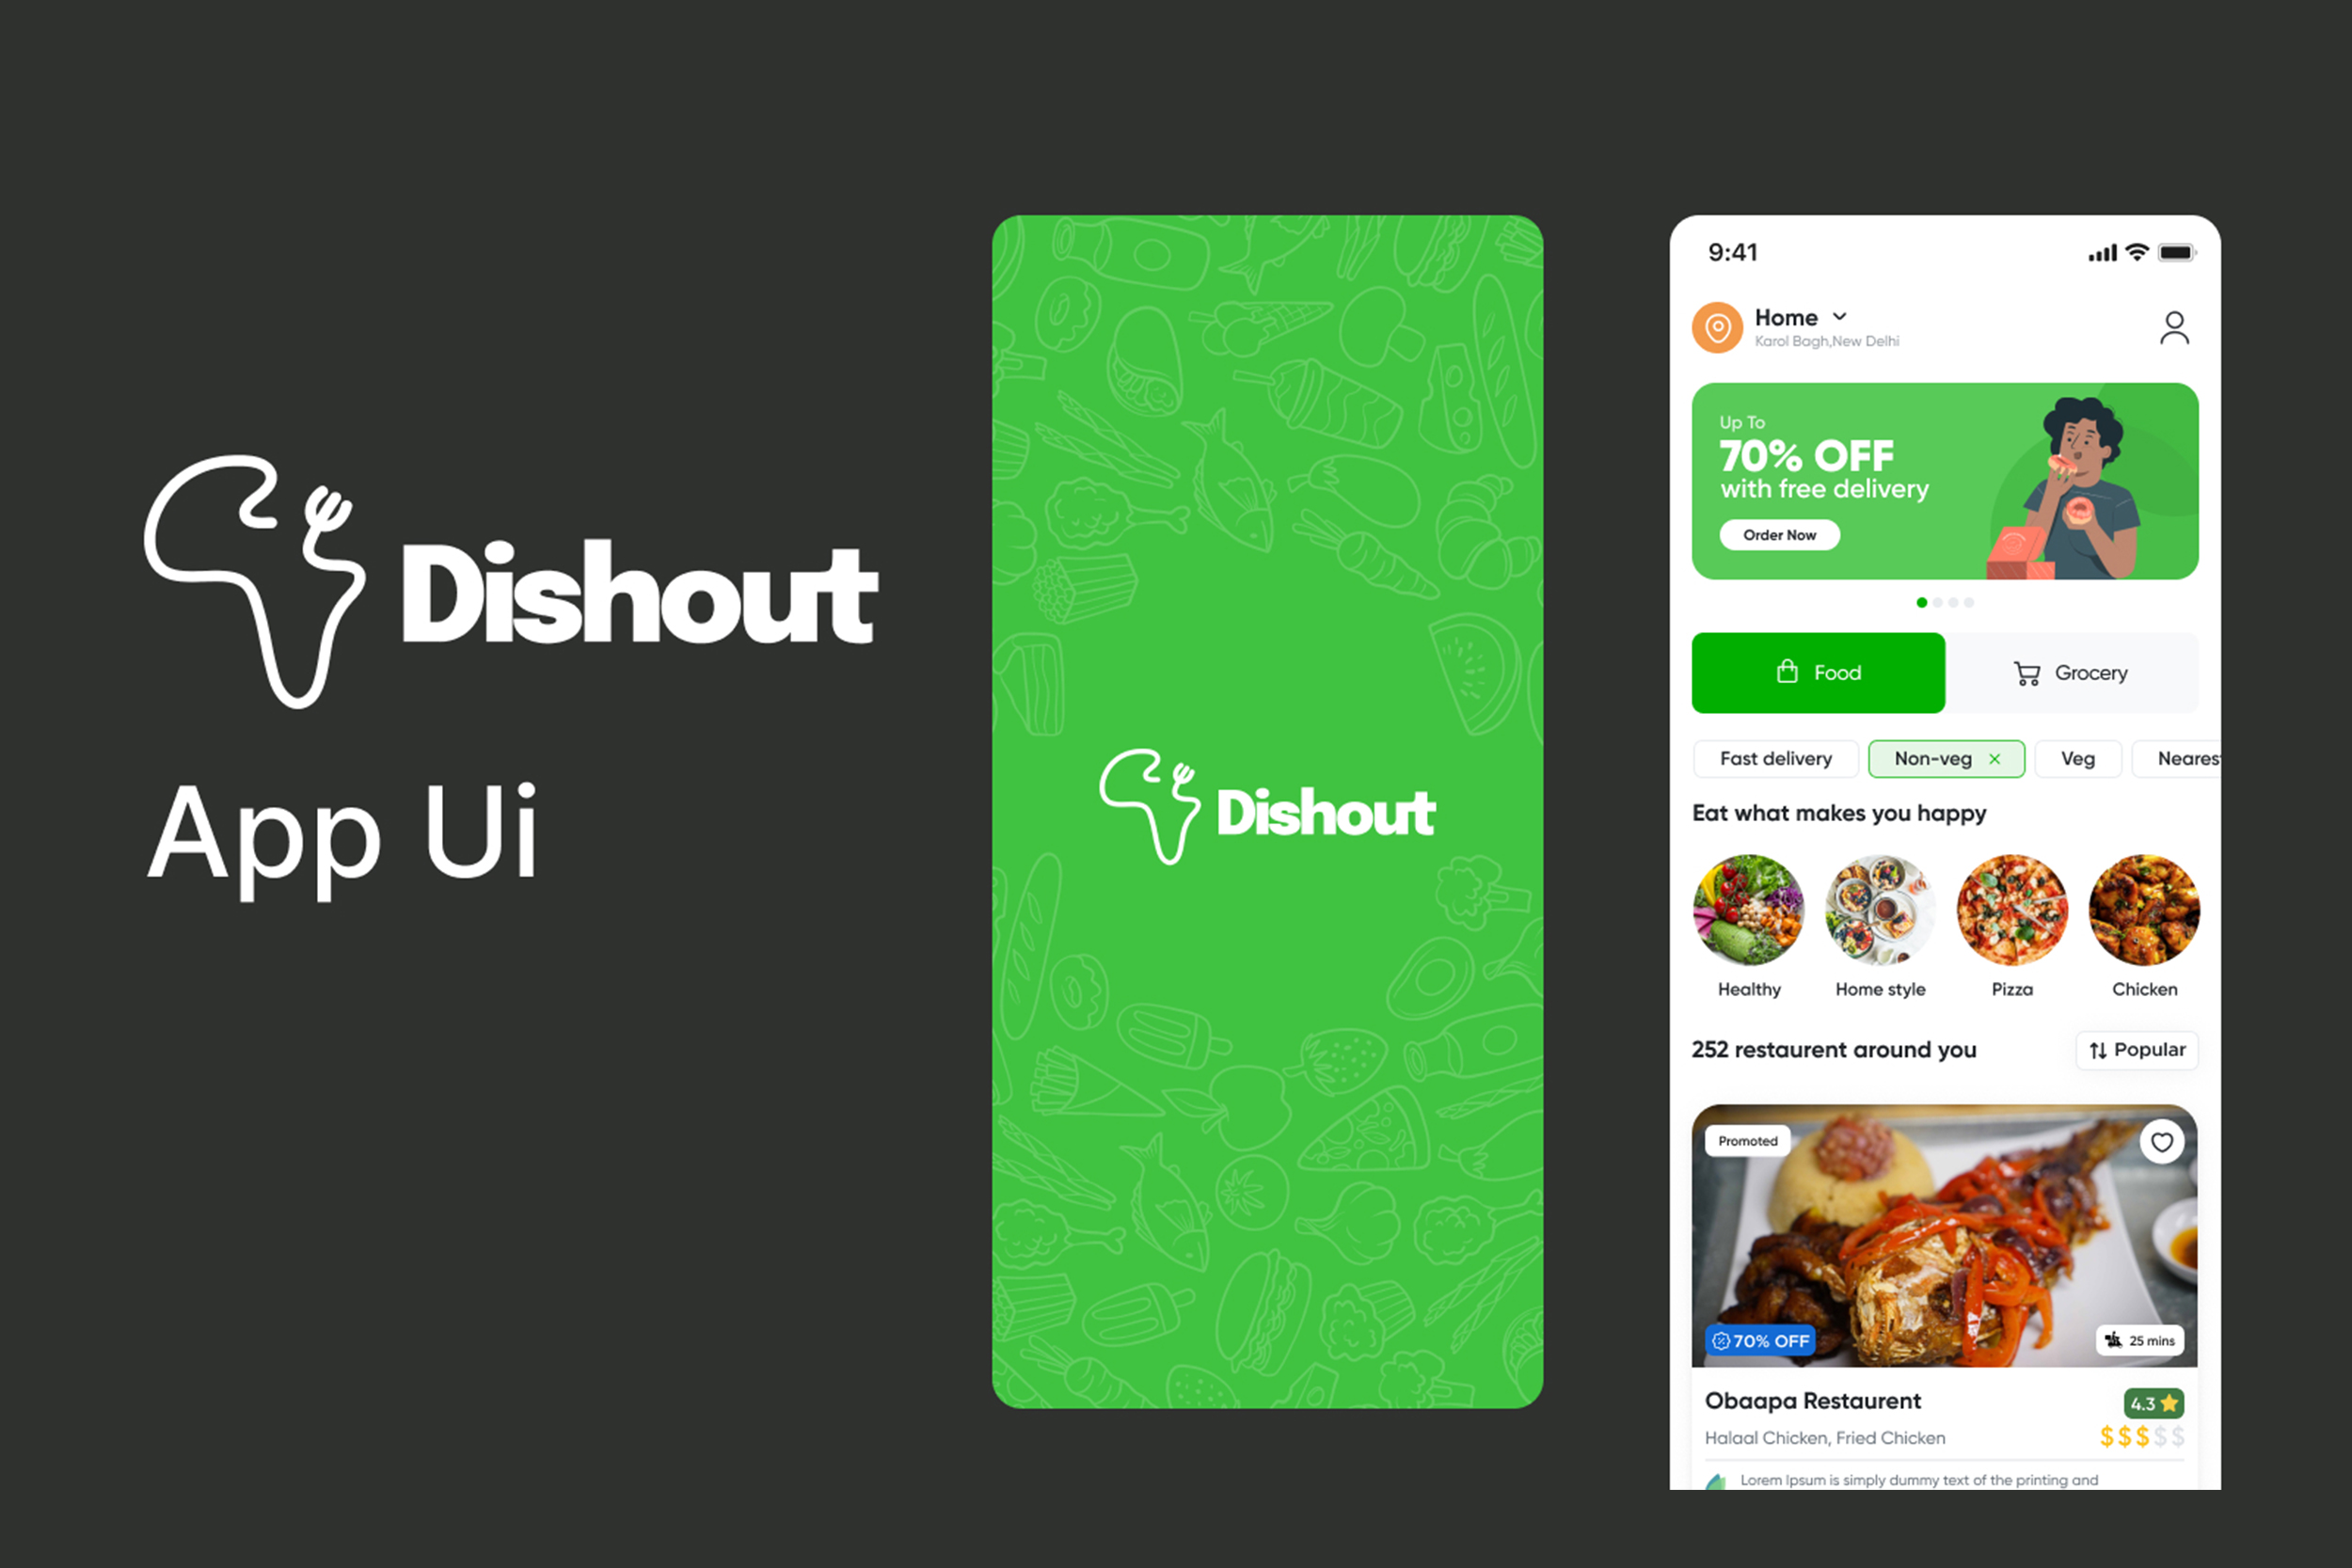 Dishout
App Ui
Dishout
9:41
Home
Karol Bagh,New Delhi
Up To
70% OFF
with free delivery
Order Now
Food
Grocery
Fast delivery
Non-veg
Veg
Neares
Eat what makes you happy
Healthy
Home style
Pizza
Chicken
252 restaurent around you
Popular
Promoted
70% OFF
25 mins
Obaapa Restaurent
4.3
Halaal Chicken, Fried Chicken
$$$$$
Lorem Ipsum is simply dummy text of the printing and